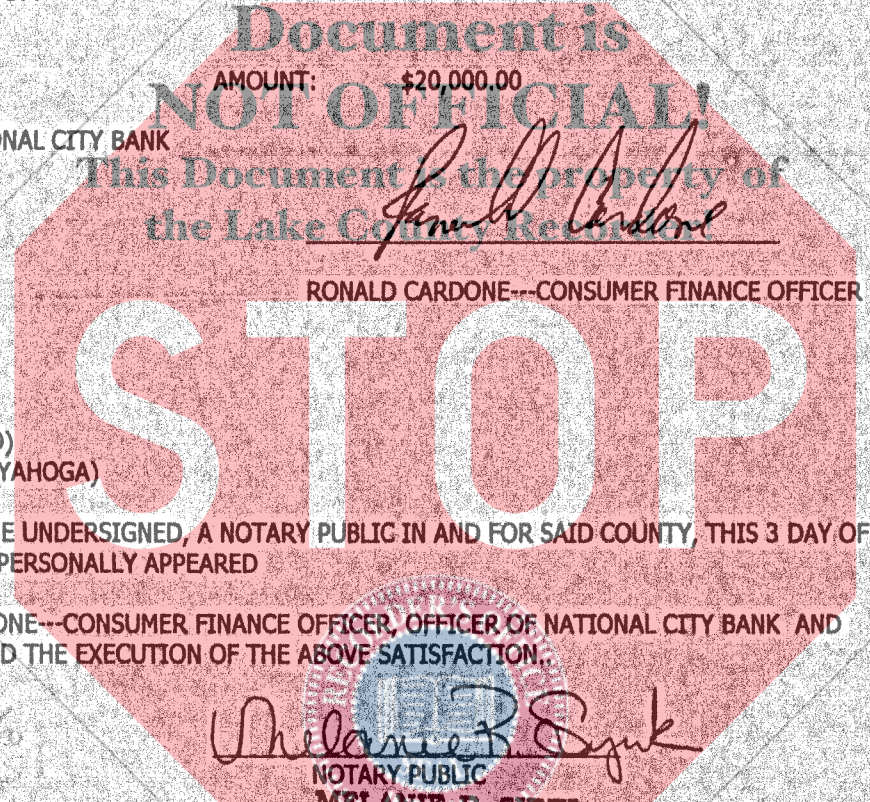 Document is
AMOUNT: $20,000.00
NOT OFFICIAL!
ONAL CITY BANK
This Document is the property of
the Lake County Recorder!
RONALD CARDONE---CONSUMER FINANCE OFFICER
STOP
O)
YAHOGA)
E UNDERSIGNED, A NOTARY PUBLIC IN AND FOR SAID COUNTY, THIS 3 DAY OF
PERSONALLY APPEARED
ONE---CONSUMER FINANCE OFFICER, OFFICER OF NATIONAL CITY BANK AND
D THE EXECUTION OF THE ABOVE SATISFACTION.
Melanie R.
NOTARY PUBLIC
MELANIE R.